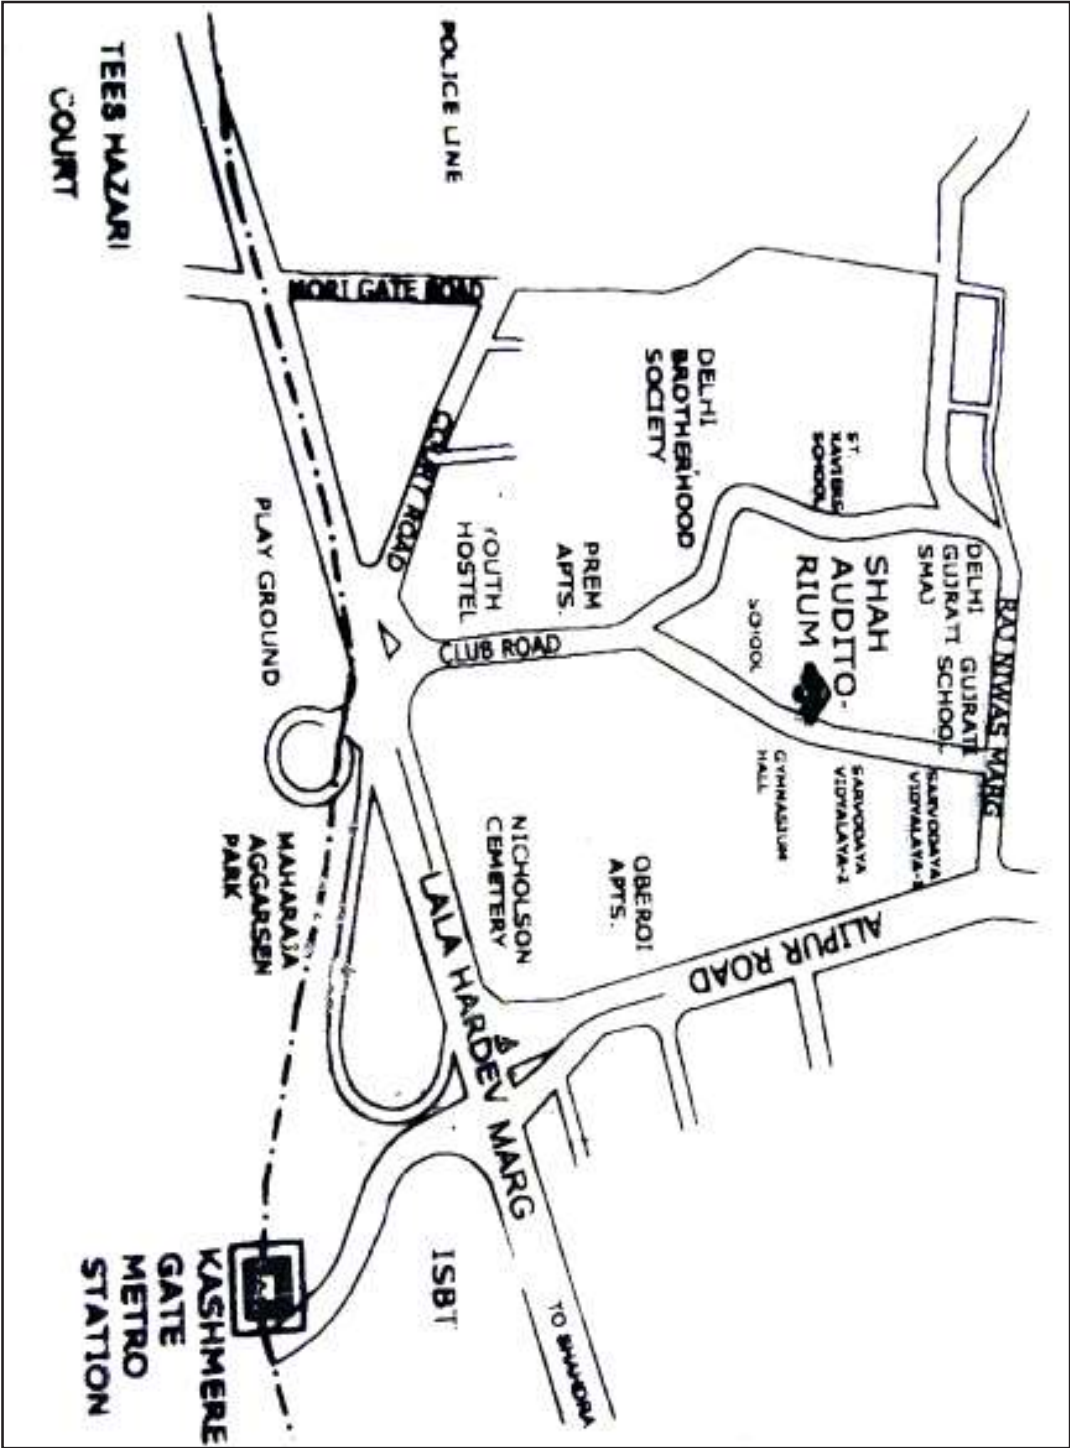 RAJ NIWAS MARG
DELHI
GUJRATI
SMAJ
GUJRATI
SCHOOL
SARVODAYA
VIDYALAYA-
ST.
XAVIERS
SCHOOL
SHAH
AUDITO-
RIUM
SARVODAYA
VIDYALAYA-2
SCHOOL
GYMNASIUM
HALL
ALIPUR ROAD
DELHI
BROTHERHOOD
SOCIETY
PREM
APTS.
OBEROI
APTS.
POLICE LINE
MORI GATE ROAD
COURT ROAD
YOUTH
HOSTEL
CLUB ROAD
NICHOLSON
CEMETERY
LALA HARDEV MARG
TO SHAHDRA
ISBT
PLAY GROUND
MAHARAJA
AGGARSEN
PARK
TEES HAZARI
COURT
KASHMERE
GATE
METRO
STATION